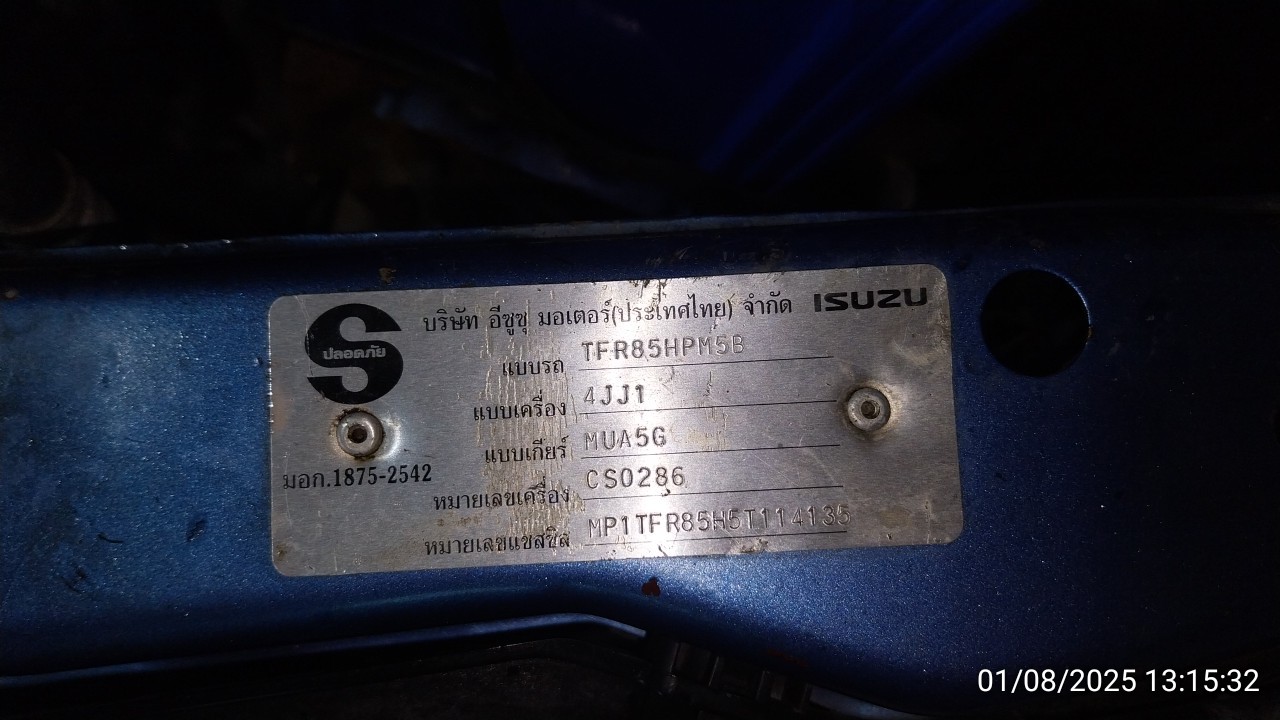 บริษัท อีซูซุ มอเตอร์(ประเทศไทย) จำกัด ISUZU
ปลอดภัย
แบบรถ TFR85HPM5B
แบบเครื่อง 4JJ1
แบบเกียร์ MUA5G
มอก.1875-2542
หมายเลขเครื่อง CS0286
หมายเลขแชสซีส MP1TFR85H5T114135
01/08/2025 13:15:32